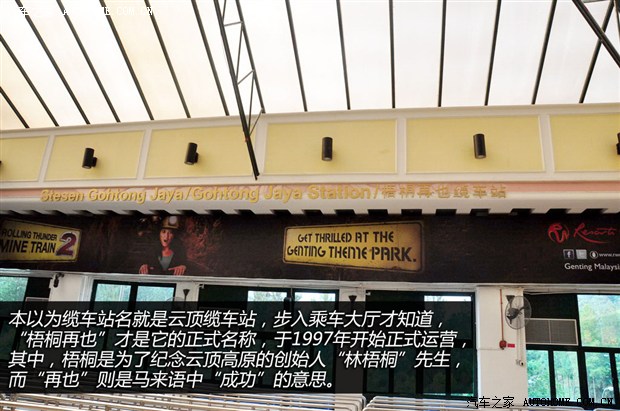 Stesen Gohtong Jaya/Gohtong Jaya Station/梧桐再也缆车站
ROLLING THUNDER
MINE TRAIN 2
GET THRILLED AT THE
GENTING THEME PARK.
Resorts
Genting Malaysi
本以为缆车站名就是云顶缆车站，步入乘车大厅才知道，
“梧桐再也”才是它的正式名称，于1997年开始正式运营，
其中，梧桐是为了纪念云顶高原的创始人“林梧桐”先生，
而“再也”则是马来语中“成功”的意思。
汽车之家 AUTOHOME.COM.CN